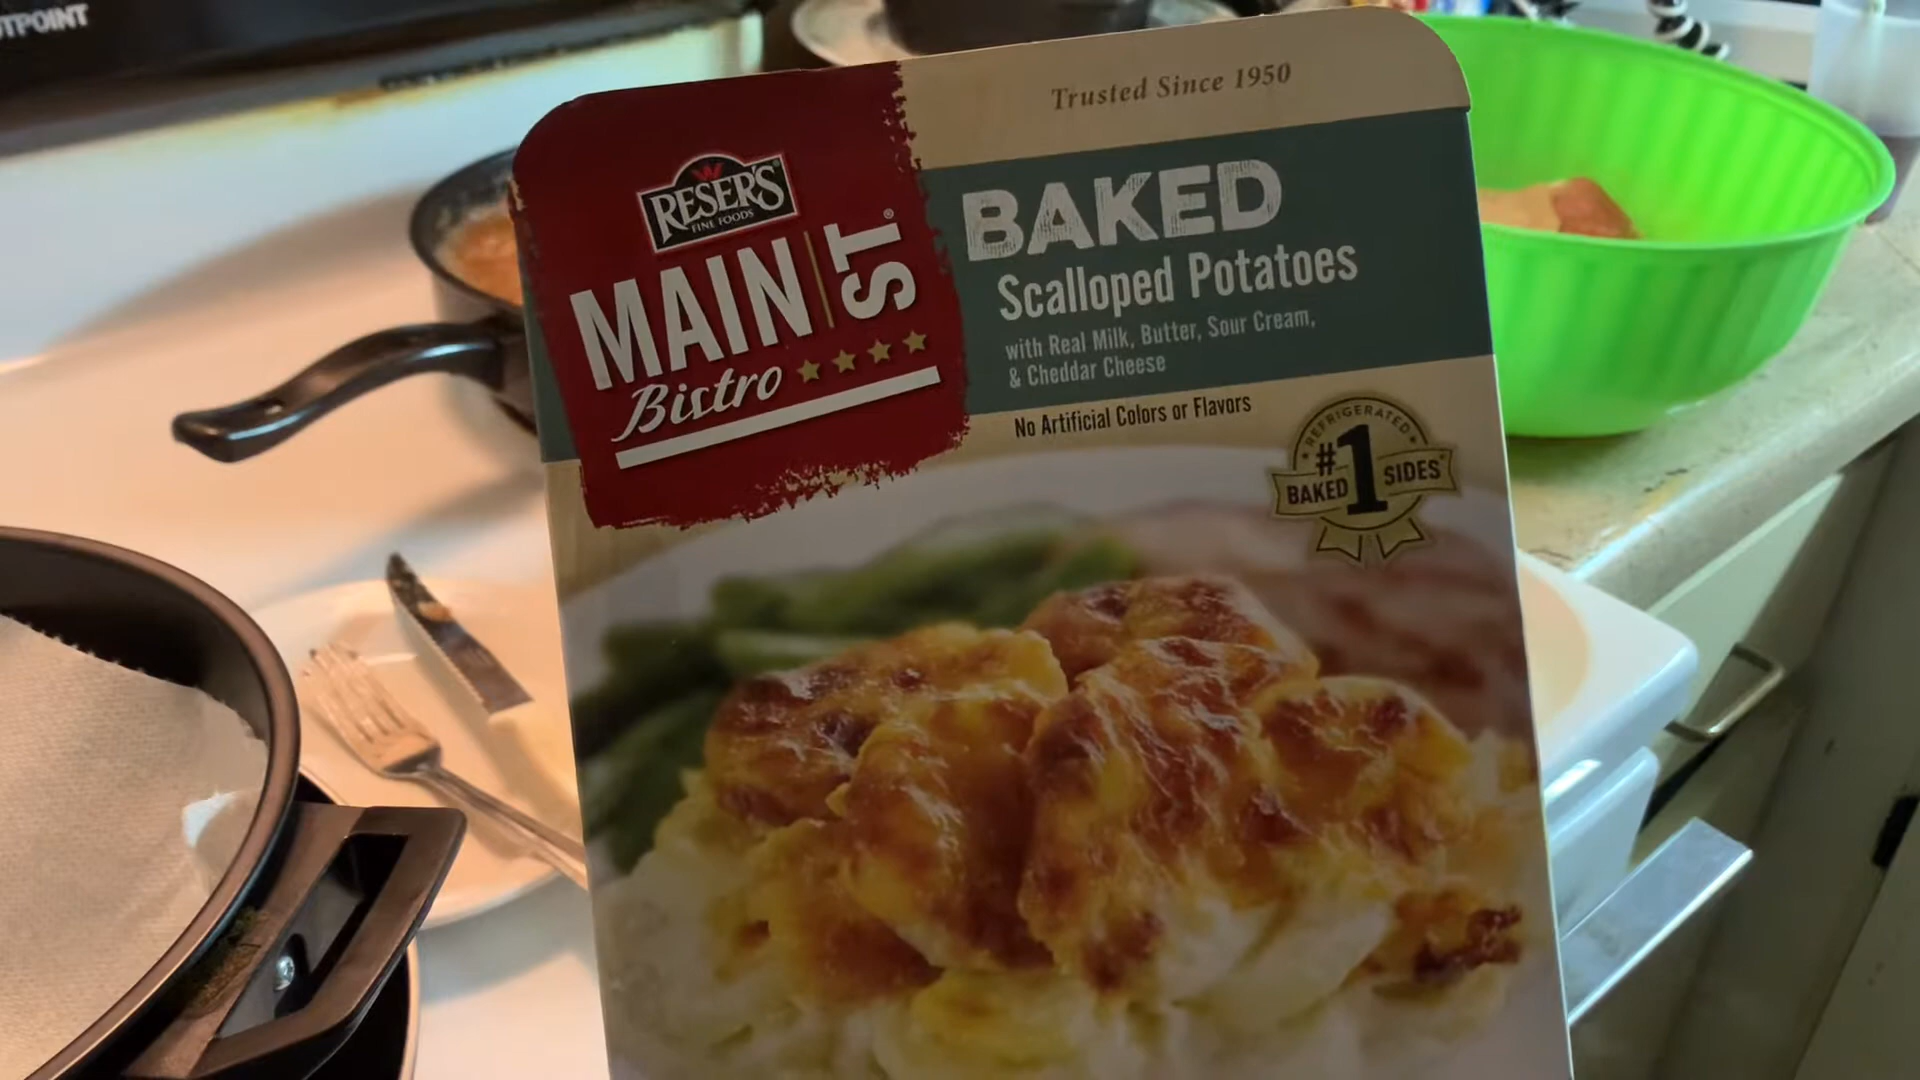 Trusted Since 1950
RESER'S®
FINE FOODS
MAIN ST®
Bistro
BAKED
Scalloped Potatoes
with Real Milk, Butter, Sour Cream,
& Cheddar Cheese
No Artificial Colors or Flavors
REFRIGERATED
#1
BAKED SIDES*